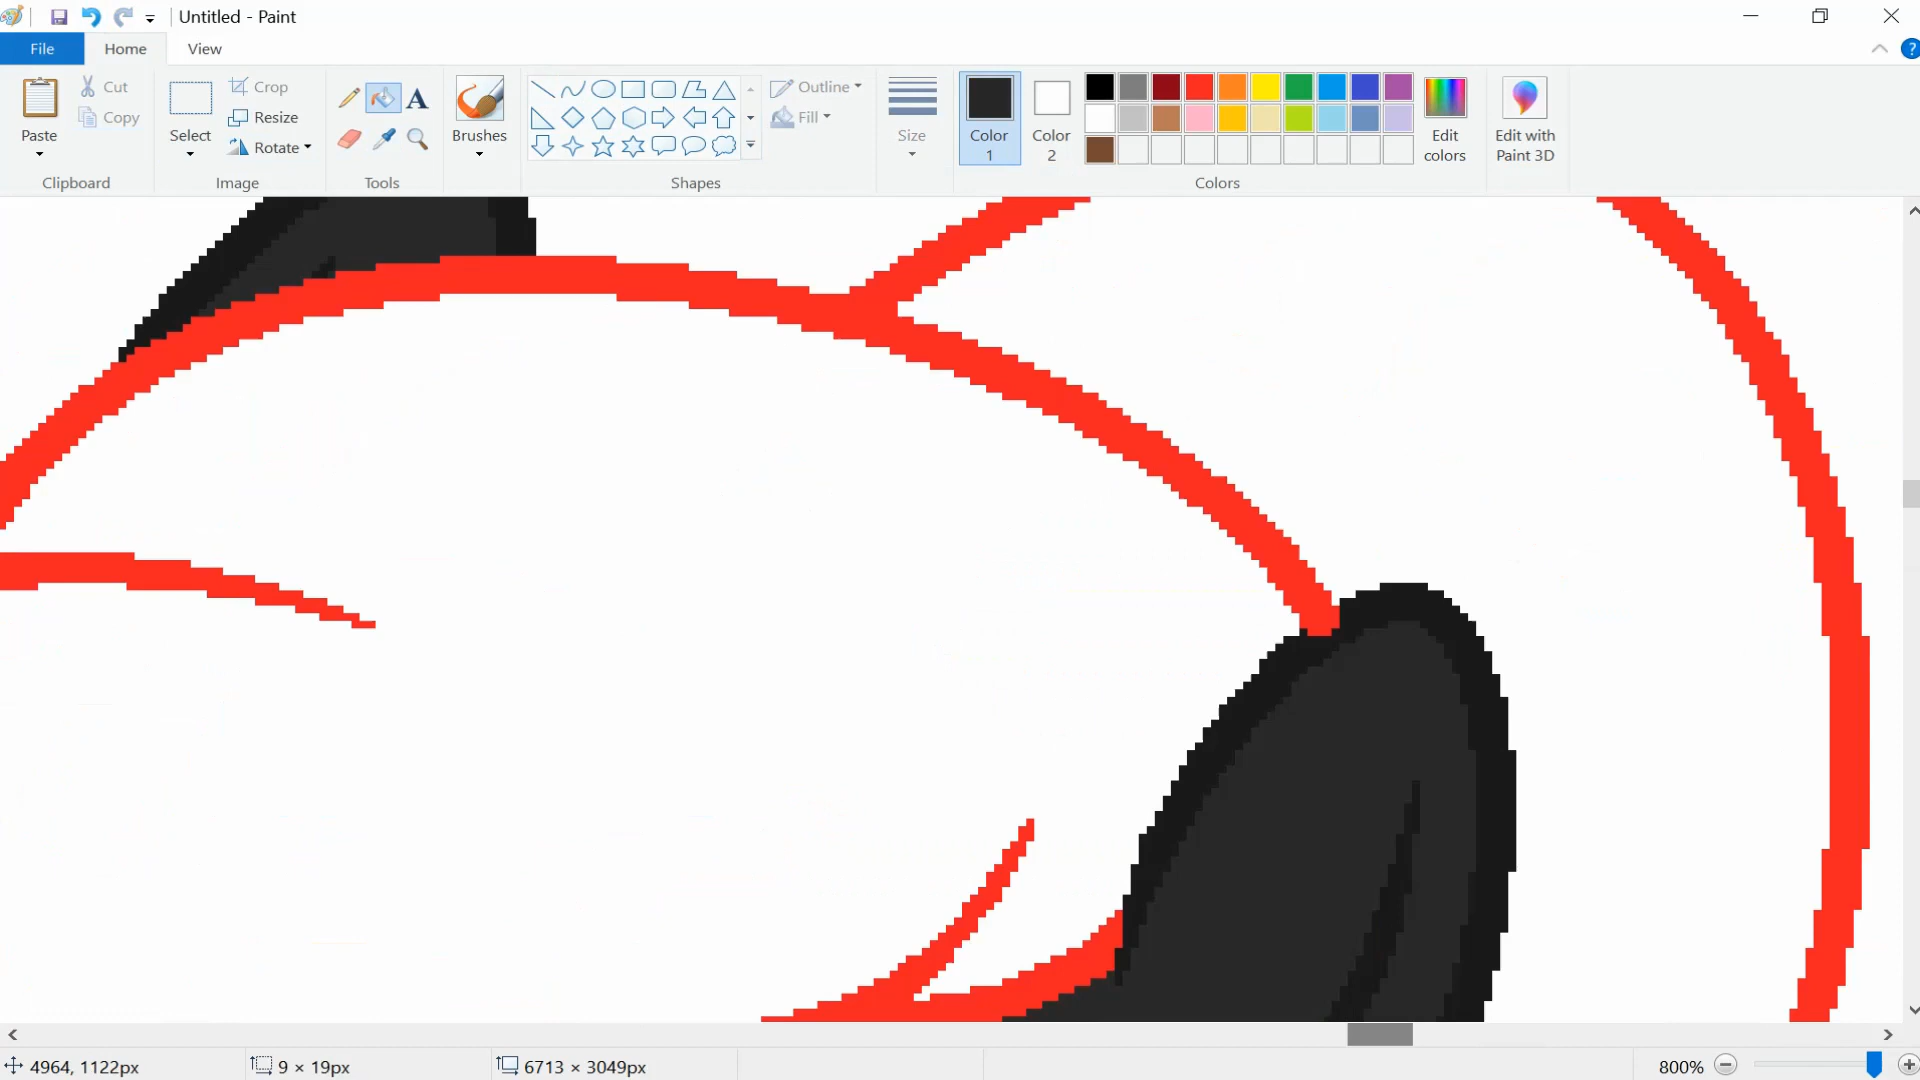 Untitled - Paint
File Home View
Paste Cut Copy Select Crop Resize Rotate A Brushes Outline Fill Size Color 1 Color 2 Edit colors Edit with Paint 3D
Clipboard Image Tools Shapes Colors
4964, 1122px 9 × 19px 6713 × 3049px 800%